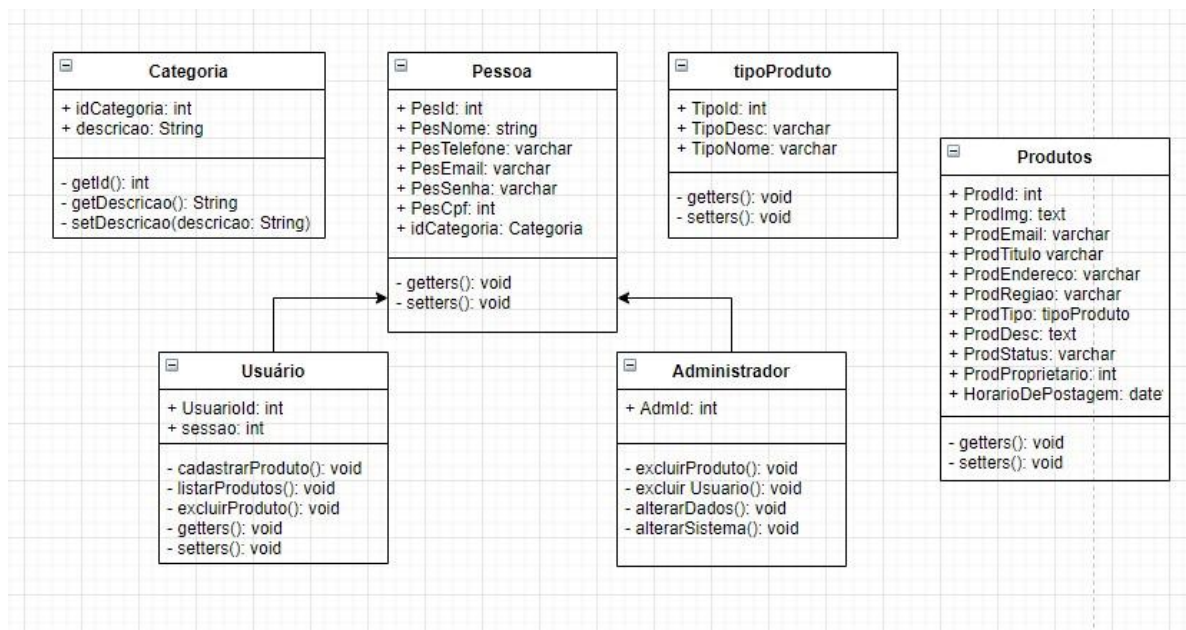 Categoria
+ idCategoria: int
+ descricao: String
- getId(): int
- getDescricao(): String
- setDescricao(descricao: String)
Pessoa
+ PesId: int
+ PesNome: string
+ PesTelefone: varchar
+ PesEmail: varchar
+ PesSenha: varchar
+ PesCpf: int
+ idCategoria: Categoria
- getters(): void
- setters(): void
tipoProduto
+ TipoId: int
+ TipoDesc: varchar
+ TipoNome: varchar
- getters(): void
- setters(): void
Produtos
+ ProdId: int
+ ProdImg: text
+ ProdEmail: varchar
+ ProdTitulo varchar
+ ProdEndereco: varchar
+ ProdRegiao: varchar
+ ProdTipo: tipoProduto
+ ProdDesc: text
+ ProdStatus: varchar
+ ProdProprietario: int
+ HorarioDePostagem: date
- getters(): void
- setters(): void
Usuário
+ UsuarioId: int
+ sessao: int
- cadastrarProduto(): void
- listarProdutos(): void
- excluirProduto(): void
- getters(): void
- setters(): void
Administrador
+ AdmId: int
- excluirProduto(): void
- excluir Usuario(): void
- alterarDados(): void
- alterarSistema(): void